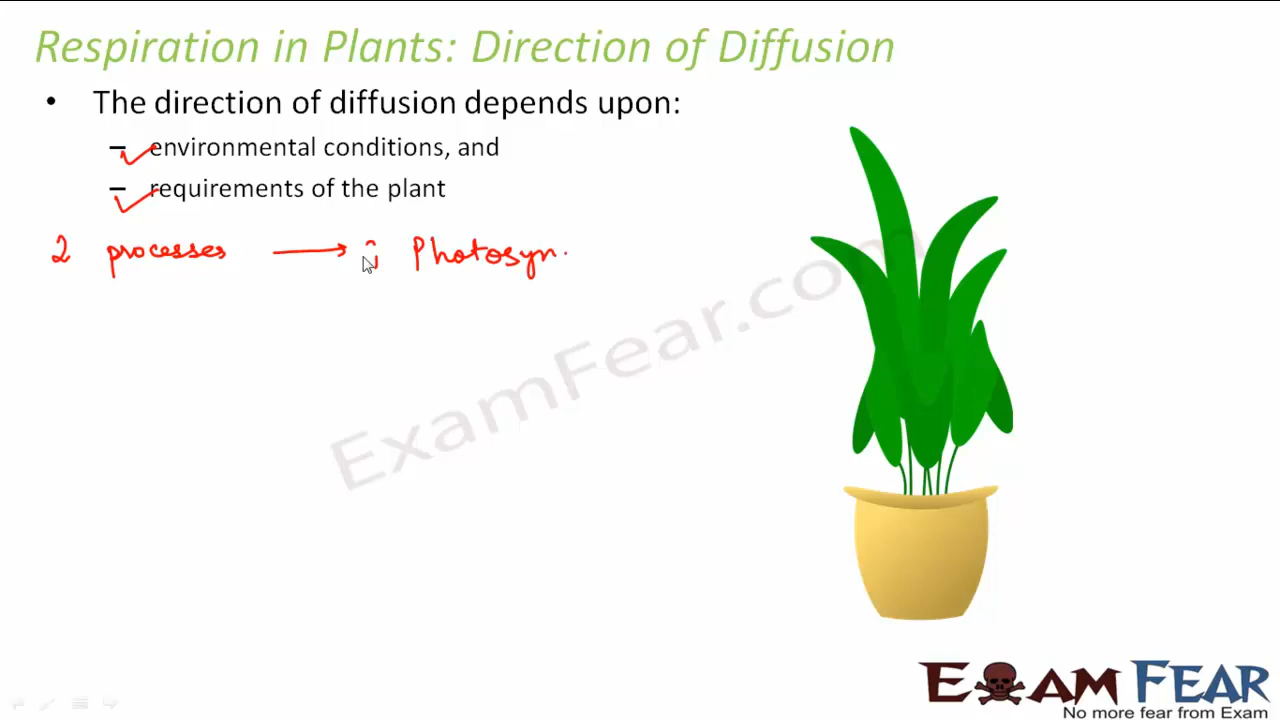 Respiration in Plants: Direction of Diffusion
• The direction of diffusion depends upon:
– environmental conditions, and
– requirements of the plant
2 processes → i Photosyn.
ExamFear.com
EXAM FEAR
No more fear from Exam